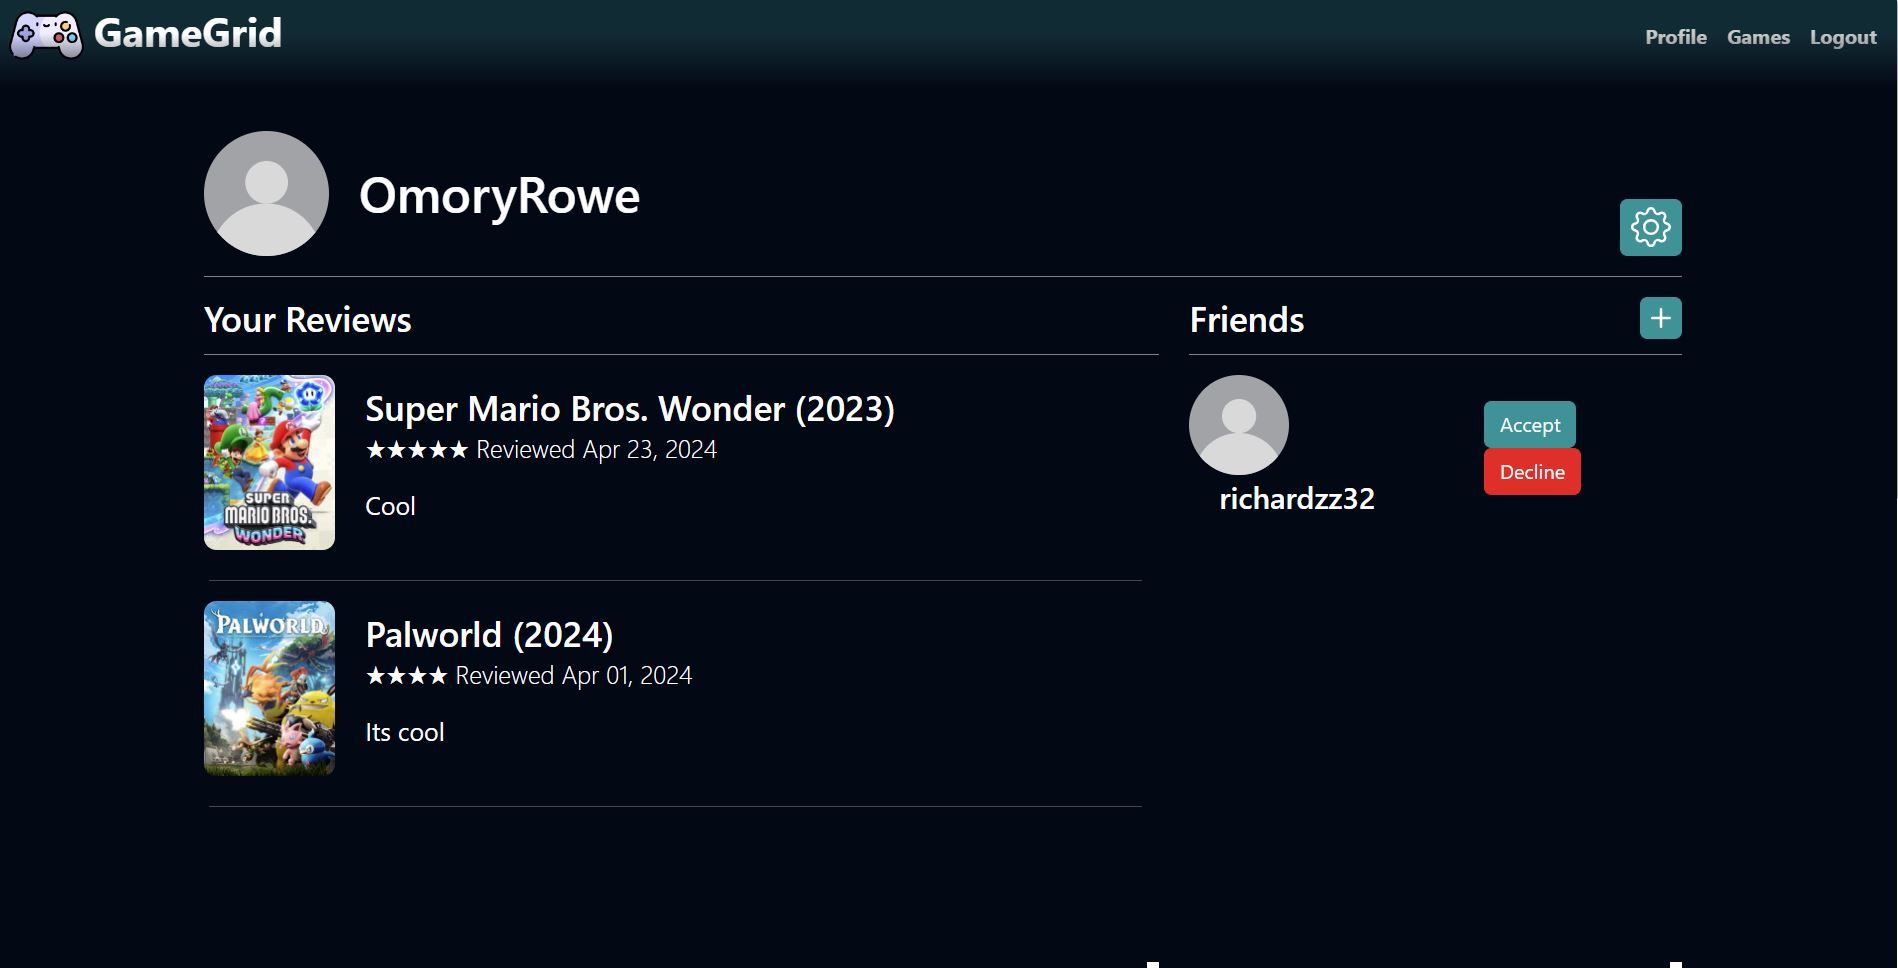 GameGrid
Profile Games Logout
OmoryRowe
Your Reviews
Super Mario Bros. Wonder (2023)
★★★★★ Reviewed Apr 23, 2024
Cool
SUPER
MARIO BROS.
WONDER
Palworld (2024)
★★★★ Reviewed Apr 01, 2024
Its cool
PALWORLD
Friends
richardzz32
Accept
Decline